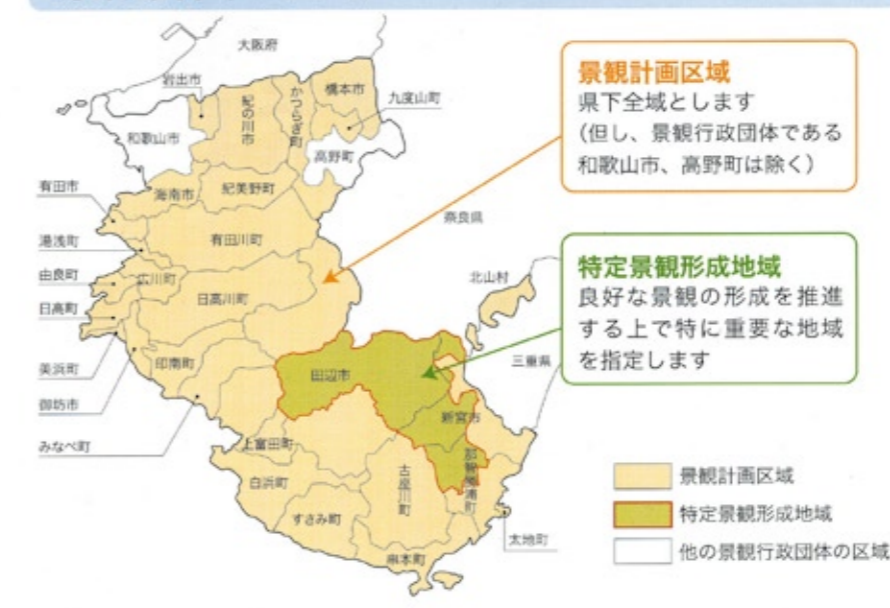 大阪府
岩出市
橋本市
紀の川市
かつらぎ町
九度山町
和歌山市
高野町
有田市
海南市
紀美野町
奈良県
湯浅町
有田川町
由良町
広川町
北山村
日高町
日高川町
美浜町
印南町
田辺市
三重県
御坊市
新宮市
みなべ町
上富田町
那智勝浦町
白浜町
古座川町
すさみ町
太地町
串本町
景観計画区域
県下全域とします
(但し、景観行政団体である
和歌山市、高野町は除く)
特定景観形成地域
良好な景観の形成を推進
する上で特に重要な地域
を指定します
景観計画区域
特定景観形成地域
他の景観行政団体の区域